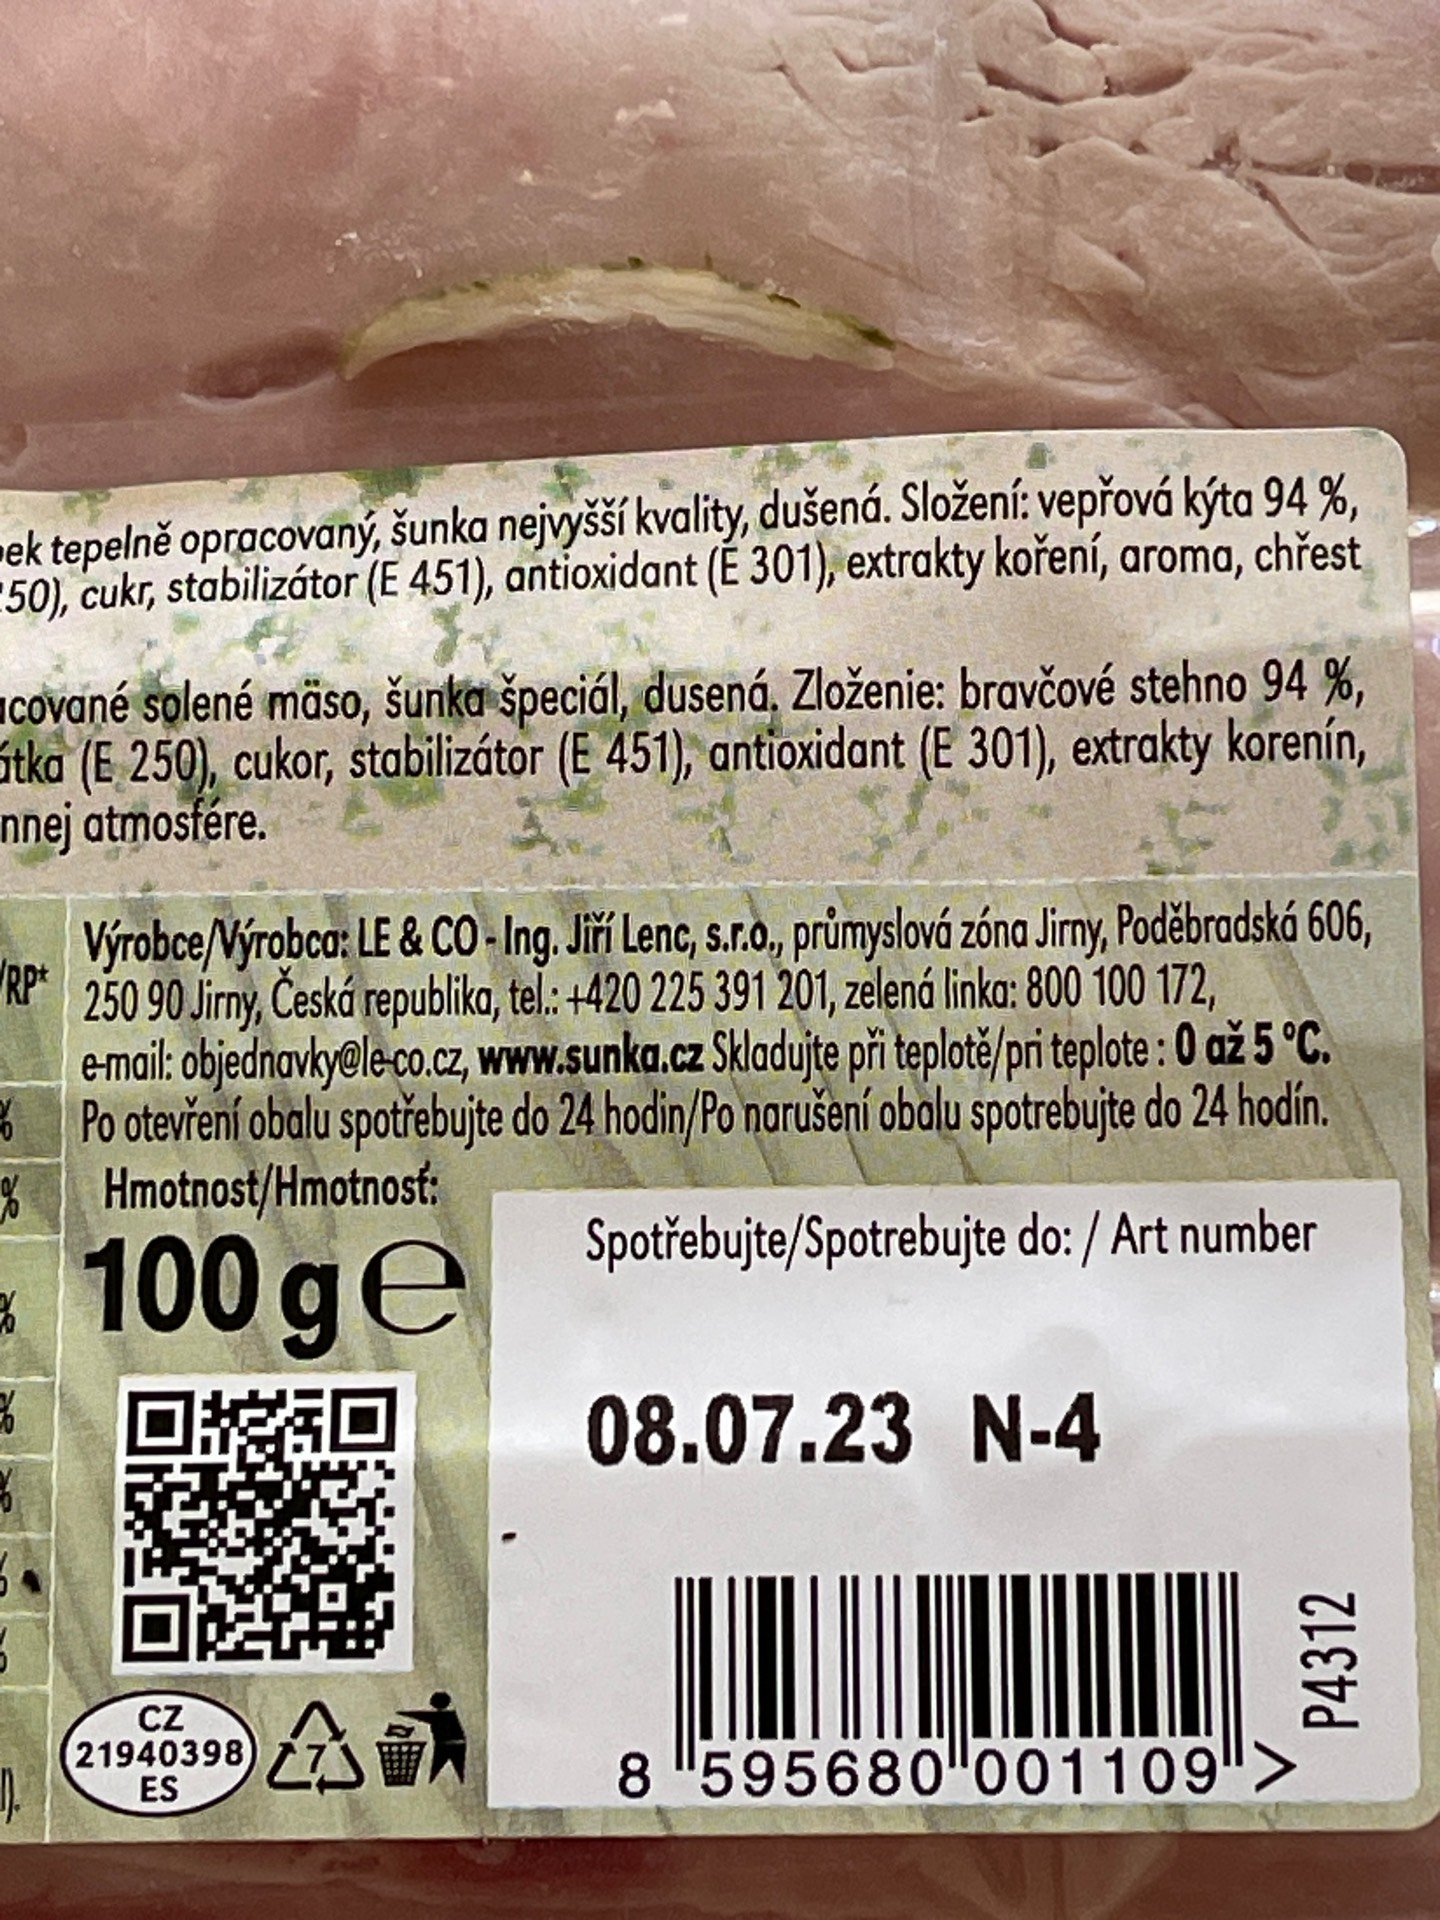 tepelně opracovaný, šunka nejvyšší kvality, dušená. Složení: vepřová kýta 94 %,
cukr, stabilizátor (E 451), antioxidant (E 301), extrakty koření, aroma, chřest
solené mäso, šunka špeciál, dusená. Zloženie: bravčové stehno 94 %,
(E 250), cukor, stabilizátor (E 451), antioxidant (E 301), extrakty korenín,
atmosfére.
/RP*
Výrobce/Výrobca: LE & CO - Ing. Jiří Lenc, s.r.o., průmyslová zóna Jirny, Poděbradská 606,
250 90 Jirny, Česká republika, tel.: +420 225 391 201, zelená linka: 800 100 172,
e-mail: objednavky@le-co.cz, www.sunka.cz Skladujte při teplotě/pri teplote : 0 až 5 °C.
Po otevření obalu spotřebujte do 24 hodin/Po narušení obalu spotrebujte do 24 hodín.
Hmotnost/Hmotnosť:
100 g e
Spotřebujte/Spotrebujte do: / Art number
08.07.23 N-4
P4312
8 595680 001109 >
CZ
21940398
ES
7